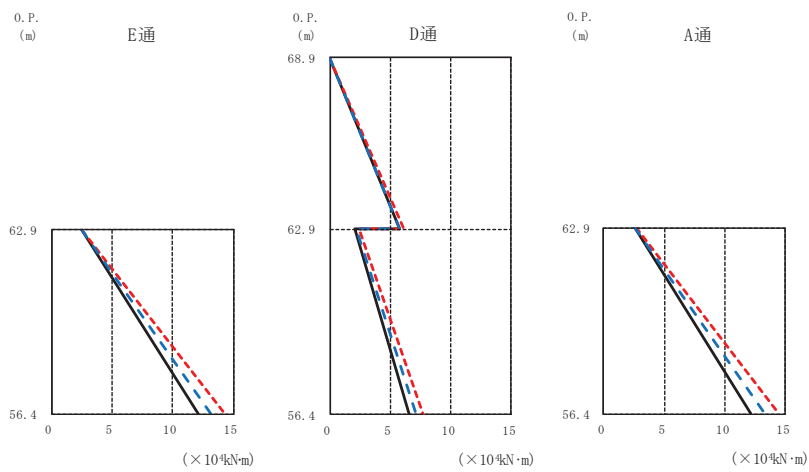 O.P.
(m)
E通
62.9
56.4
0 5 10 15
(×10⁴kN·m)
O.P.
(m)
D通
68.9
62.9
56.4
0 5 10 15
(×10⁴kN·m)
O.P.
(m)
A通
62.9
56.4
0 5 10 15
(×10⁴kN·m)